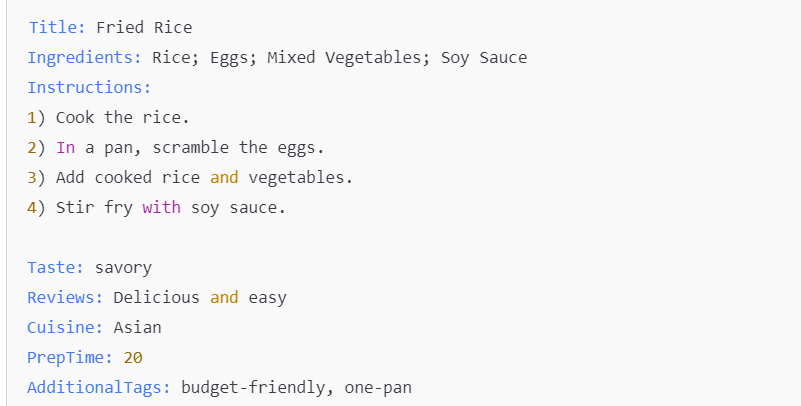 Title: Fried Rice
Ingredients: Rice; Eggs; Mixed Vegetables; Soy Sauce
Instructions:
1) Cook the rice.
2) In a pan, scramble the eggs.
3) Add cooked rice and vegetables.
4) Stir fry with soy sauce.
Taste: savory
Reviews: Delicious and easy
Cuisine: Asian
PrepTime: 20
AdditionalTags: budget-friendly, one-pan